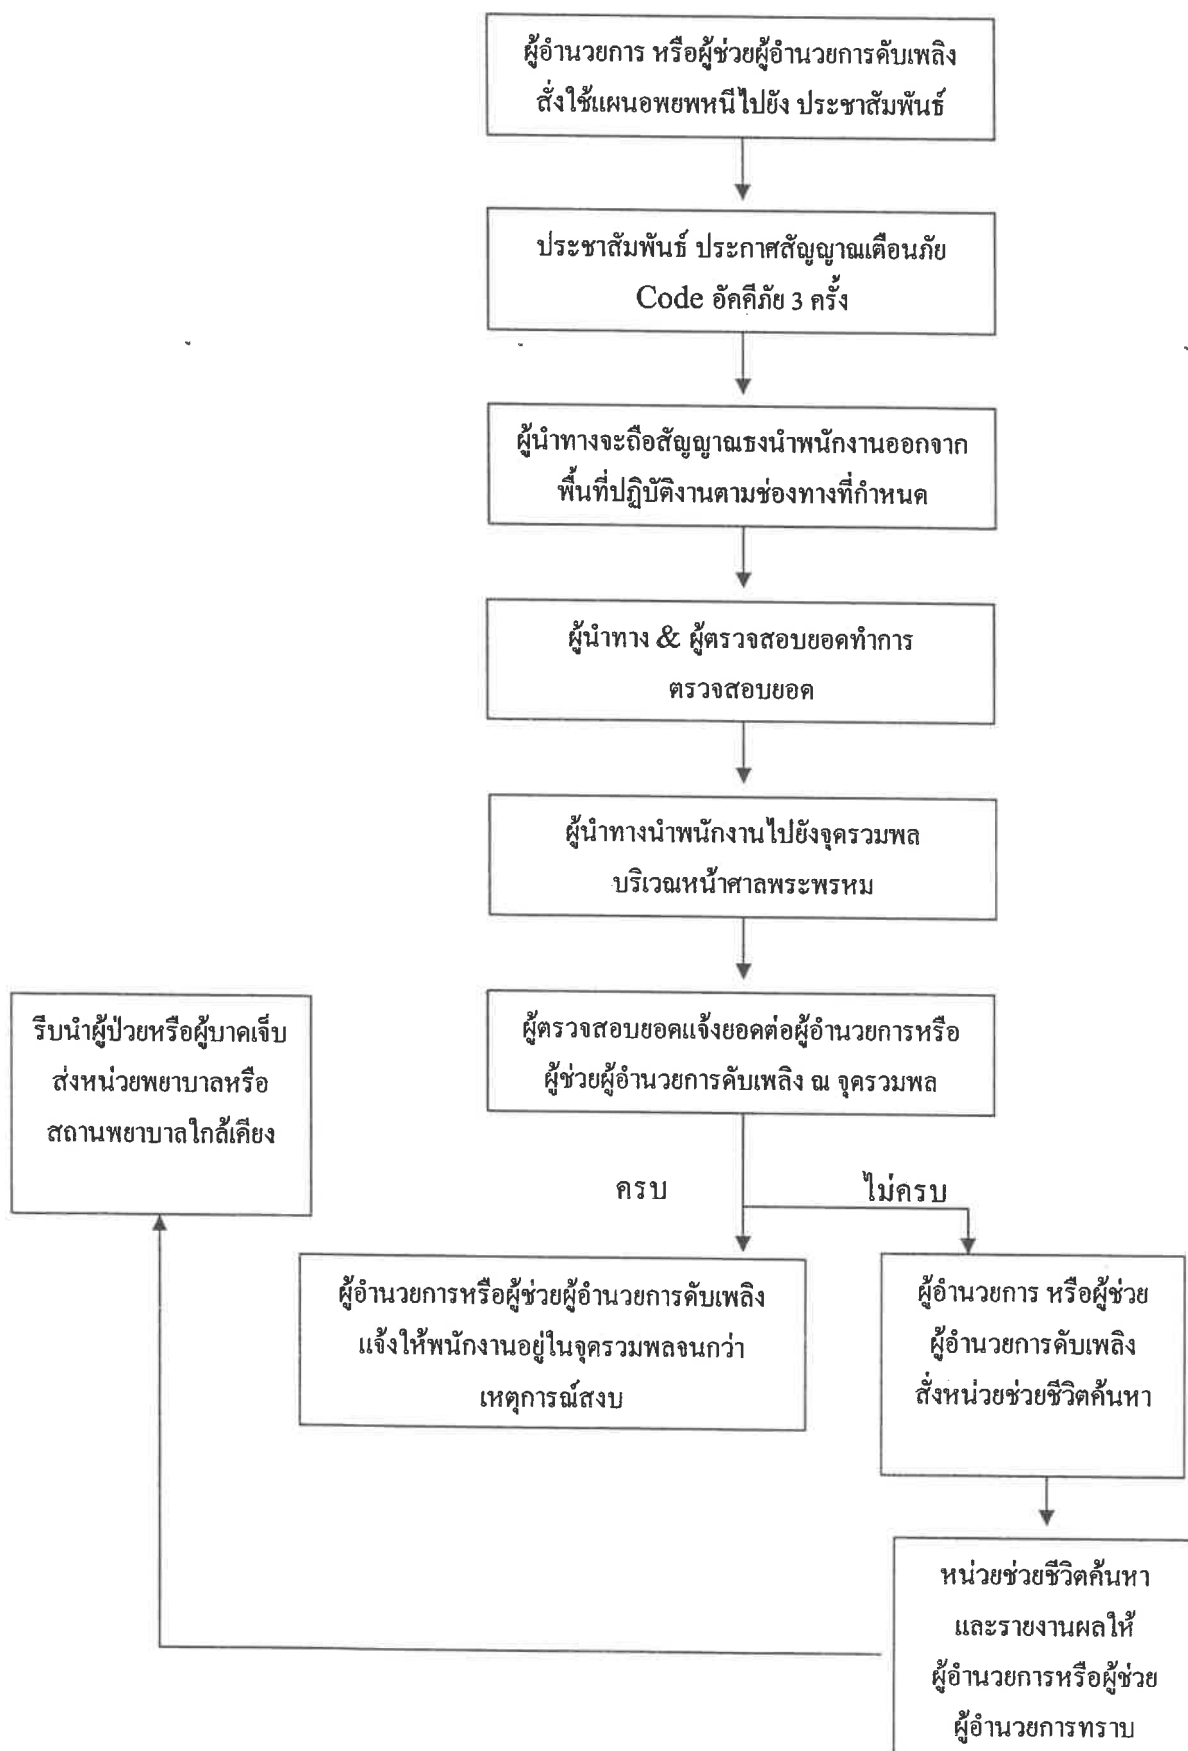 ผู้อำนวยการ หรือผู้ช่วยผู้อำนวยการดับเพลิง
สั่งใช้แผนอพยพหนีไปยัง ประชาสัมพันธ์
ประชาสัมพันธ์ ประกาศสัญญาณเตือนภัย
Code อัคคีภัย 3 ครั้ง
ผู้นำทางจะถือสัญญาณธงนำพนักงานออกจาก
พื้นที่ปฏิบัติงานตามช่องทางที่กำหนด
ผู้นำทาง & ผู้ตรวจสอบยอดทำการ
ตรวจสอบยอด
ผู้นำทางนำพนักงานไปยังจุดรวมพล
บริเวณหน้าศาลพระพรหม
ผู้ตรวจสอบยอดแจ้งยอดต่อผู้อำนวยการหรือ
ผู้ช่วยผู้อำนวยการดับเพลิง ณ จุดรวมพล
รีบนำผู้ป่วยหรือผู้บาดเจ็บ
ส่งหน่วยพยาบาลหรือ
สถานพยาบาลใกล้เคียง
ครบ
ไม่ครบ
ผู้อำนวยการหรือผู้ช่วยผู้อำนวยการดับเพลิง
แจ้งให้พนักงานอยู่ในจุดรวมพลจนกว่า
เหตุการณ์สงบ
ผู้อำนวยการ หรือผู้ช่วย
ผู้อำนวยการดับเพลิง
สั่งหน่วยช่วยชีวิตค้นหา
หน่วยช่วยชีวิตค้นหา
และรายงานผลให้
ผู้อำนวยการหรือผู้ช่วย
ผู้อำนวยการทราบ